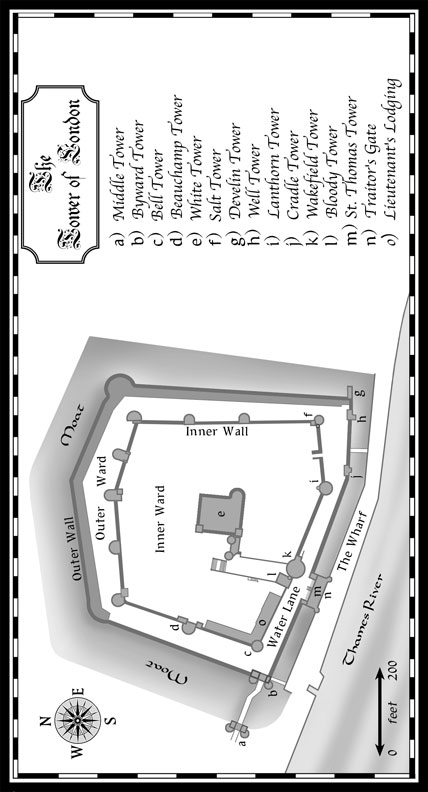 The
Tower of London
a) Middle Tower
b) Byward Tower
c) Bell Tower
d) Beauchamp Tower
e) White Tower
f) Salt Tower
g) Develin Tower
h) Well Tower
i) Lanthorn Tower
j) Cradle Tower
k) Wakefield Tower
l) Bloody Tower
m) St. Thomas Tower
n) Traitor's Gate
o) Lieutenant's Lodging
Moat
Outer Wall
Outer Ward
Inner Ward
Inner Wall
Moat
Water Lane
The Wharf
Thames River
a
b
c
d
e
f
g
h
i
j
k
l
m
n
o
N
E
S
W
0 feet 200